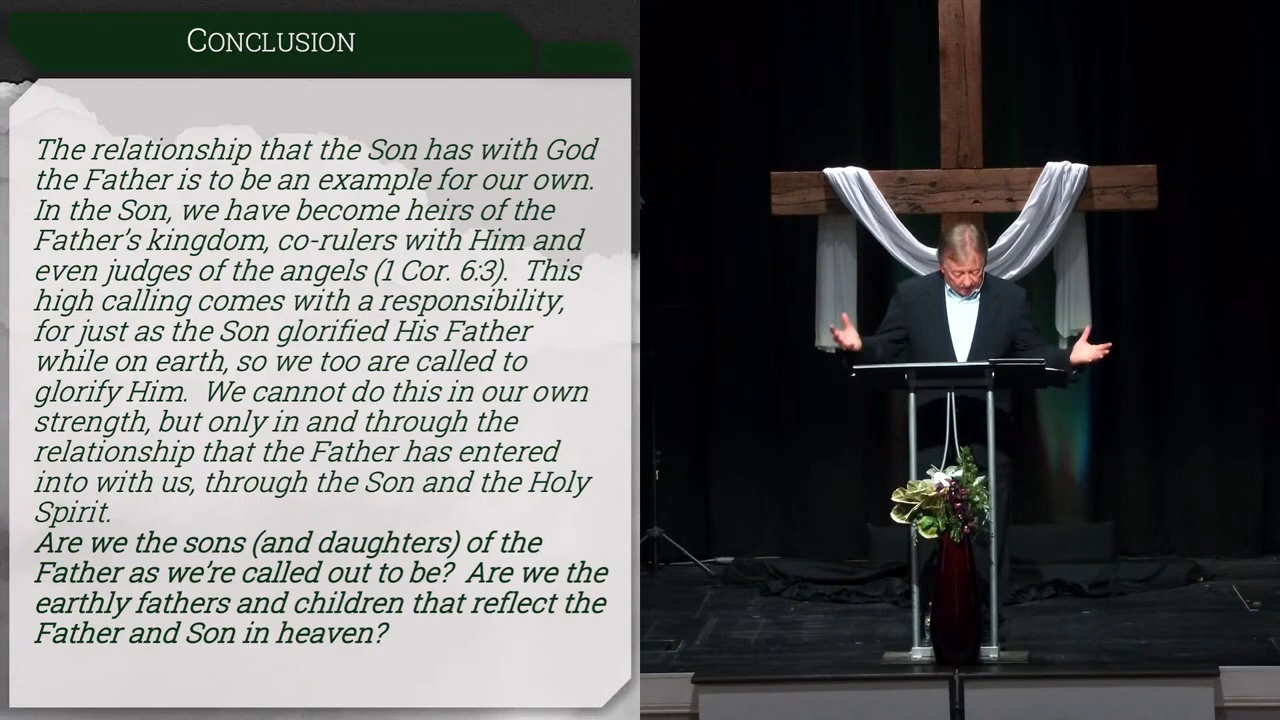 CONCLUSION
The relationship that the Son has with God
the Father is to be an example for our own.
In the Son, we have become heirs of the
Father's kingdom, co-rulers with Him and
even judges of the angels (1 Cor. 6:3).  This
high calling comes with a responsibility,
for just as the Son glorified His Father
while on earth, so we too are called to
glorify Him.  We cannot do this in our own
strength, but only in and through the
relationship that the Father has entered
into with us, through the Son and the Holy
Spirit.
Are we the sons (and daughters) of the
Father as we're called out to be?  Are we the
earthly fathers and children that reflect the
Father and Son in heaven?